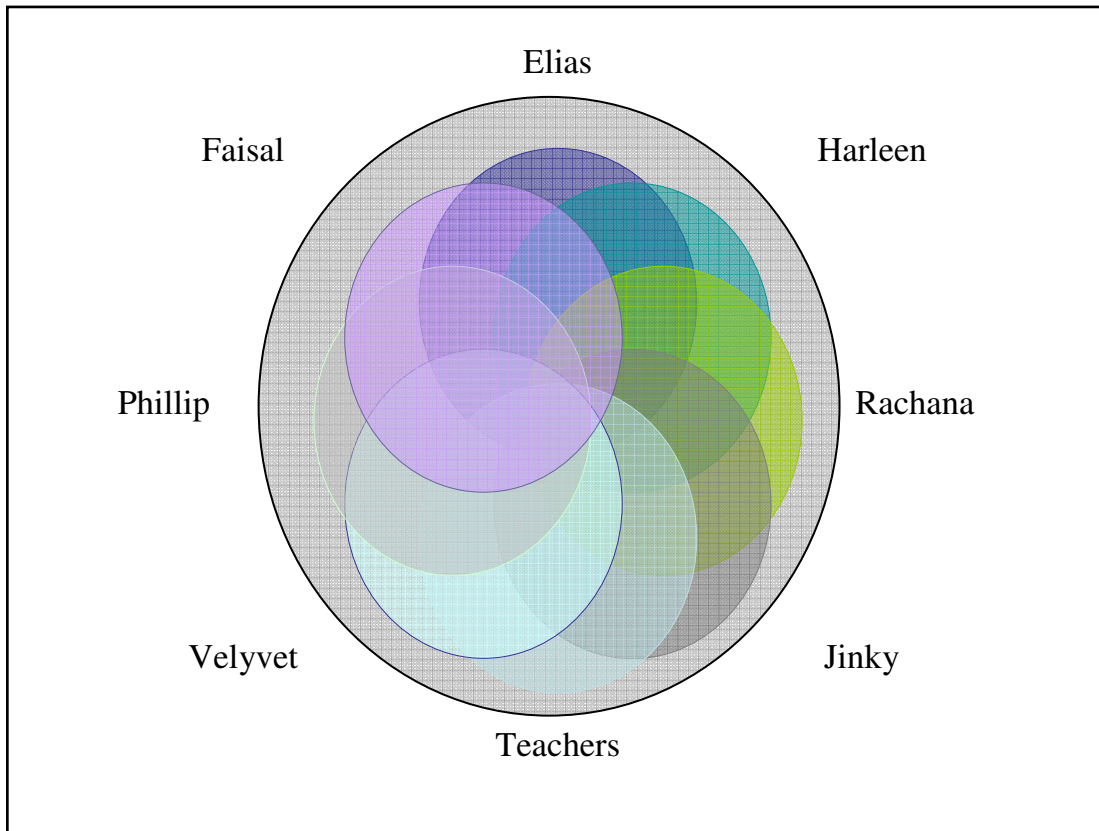 Elias
Faisal
Harleen
Phillip
Rachana
Velyvet
Jinky
Teachers